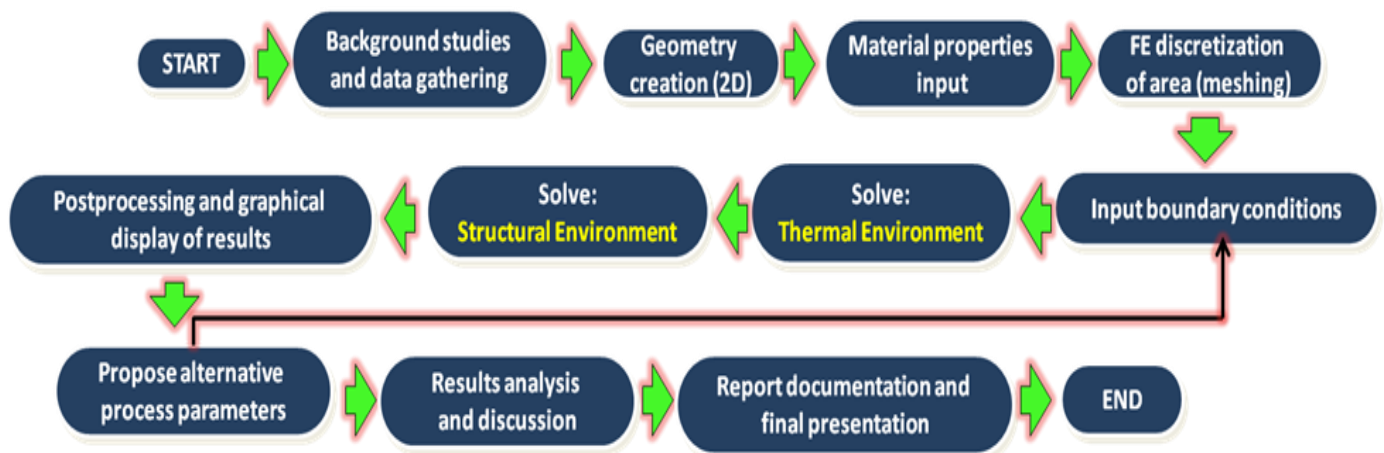 START
Background studies
and data gathering
Geometry
creation (2D)
Material properties
input
FE discretization
of area (meshing)
Input boundary conditions
Solve:
Thermal Environment
Solve:
Structural Environment
Postprocessing and graphical
display of results
Propose alternative
process parameters
Results analysis
and discussion
Report documentation and
final presentation
END